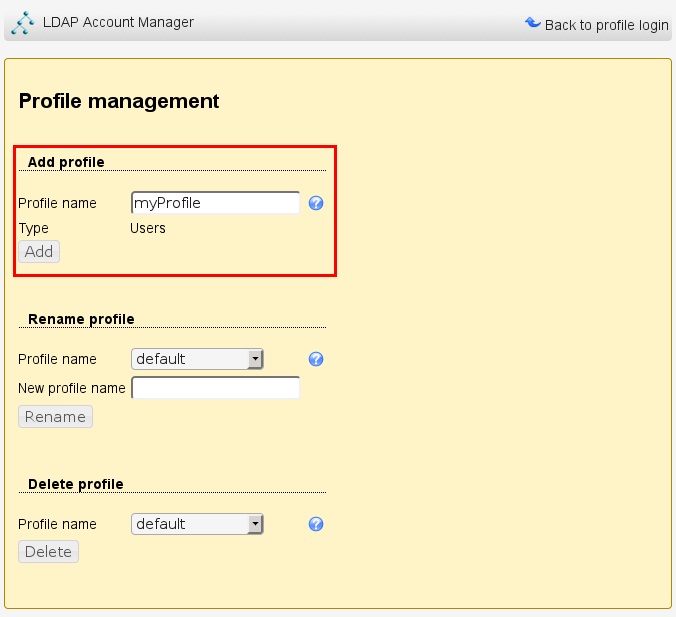 LDAP Account Manager
Back to profile login
Profile management
Add profile
Profile name myProfile
Type Users
Add
Rename profile
Profile name default
New profile name
Rename
Delete profile
Profile name default
Delete